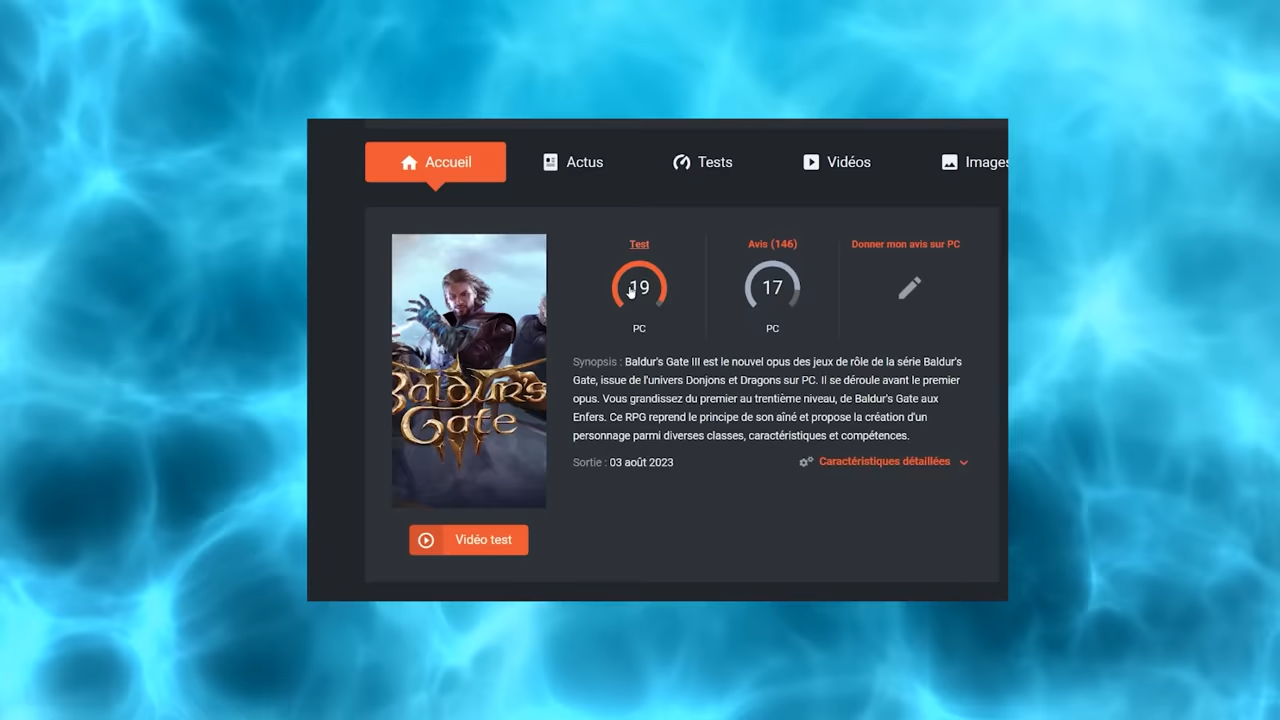 Accueil
Actus
Tests
Vidéos
Images
Test
Avis (146)
Donner mon avis sur PC
19
17
PC
PC
Synopsis : Baldur's Gate III est le nouvel opus des jeux de rôle de la série Baldur's
Gate, issue de l'univers Donjons et Dragons sur PC. Il se déroule avant le premier
opus. Vous grandissez du premier au trentième niveau, de Baldur's Gate aux
Enfers. Ce RPG reprend le principe de son aîné et propose la création d'un
personnage parmi diverses classes, caractéristiques et compétences.
Sortie : 03 août 2023
Caractéristiques détaillées
Baldur's
Gate
Vidéo test